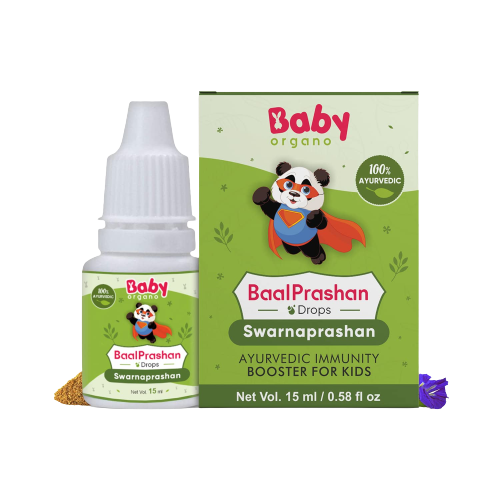 Baby
organo
100%
AYURVEDIC
BaalPrashan
Drops
Swarnaprashan
AYURVEDIC IMMUNITY
BOOSTER FOR KIDS
Net Vol. 15 ml / 0.58 fl oz
Baby
organo
100%
AYURVEDIC
BaalPrashan
Drops
Swarnaprashan
Net Vol. 15 ml